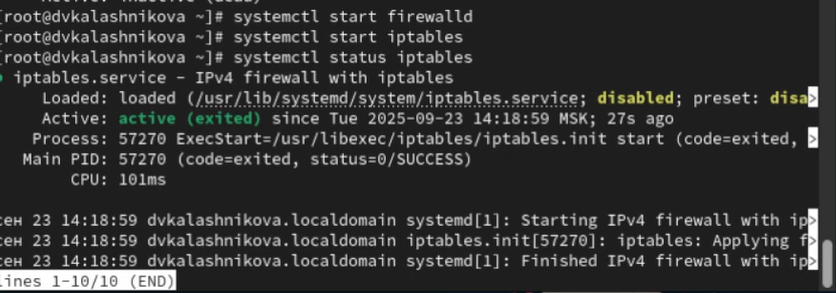 [root@dvkalashnikova ~]# systemctl start firewalld
[root@dvkalashnikova ~]# systemctl start iptables
[root@dvkalashnikova ~]# systemctl status iptables
● iptables.service - IPv4 firewall with iptables
Loaded: loaded (/usr/lib/systemd/system/iptables.service; disabled; preset: disa>
Active: active (exited) since Tue 2025-09-23 14:18:59 MSK; 27s ago
Process: 57270 ExecStart=/usr/libexec/iptables/iptables.init start (code=exited, >
Main PID: 57270 (code=exited, status=0/SUCCESS)
CPU: 101ms
сен 23 14:18:59 dvkalashnikova.localdomain systemd[1]: Starting IPv4 firewall with ip>
сен 23 14:18:59 dvkalashnikova.localdomain iptables.init[57270]: iptables: Applying f>
сен 23 14:18:59 dvkalashnikova.localdomain systemd[1]: Finished IPv4 firewall with ip>
lines 1-10/10 (END)